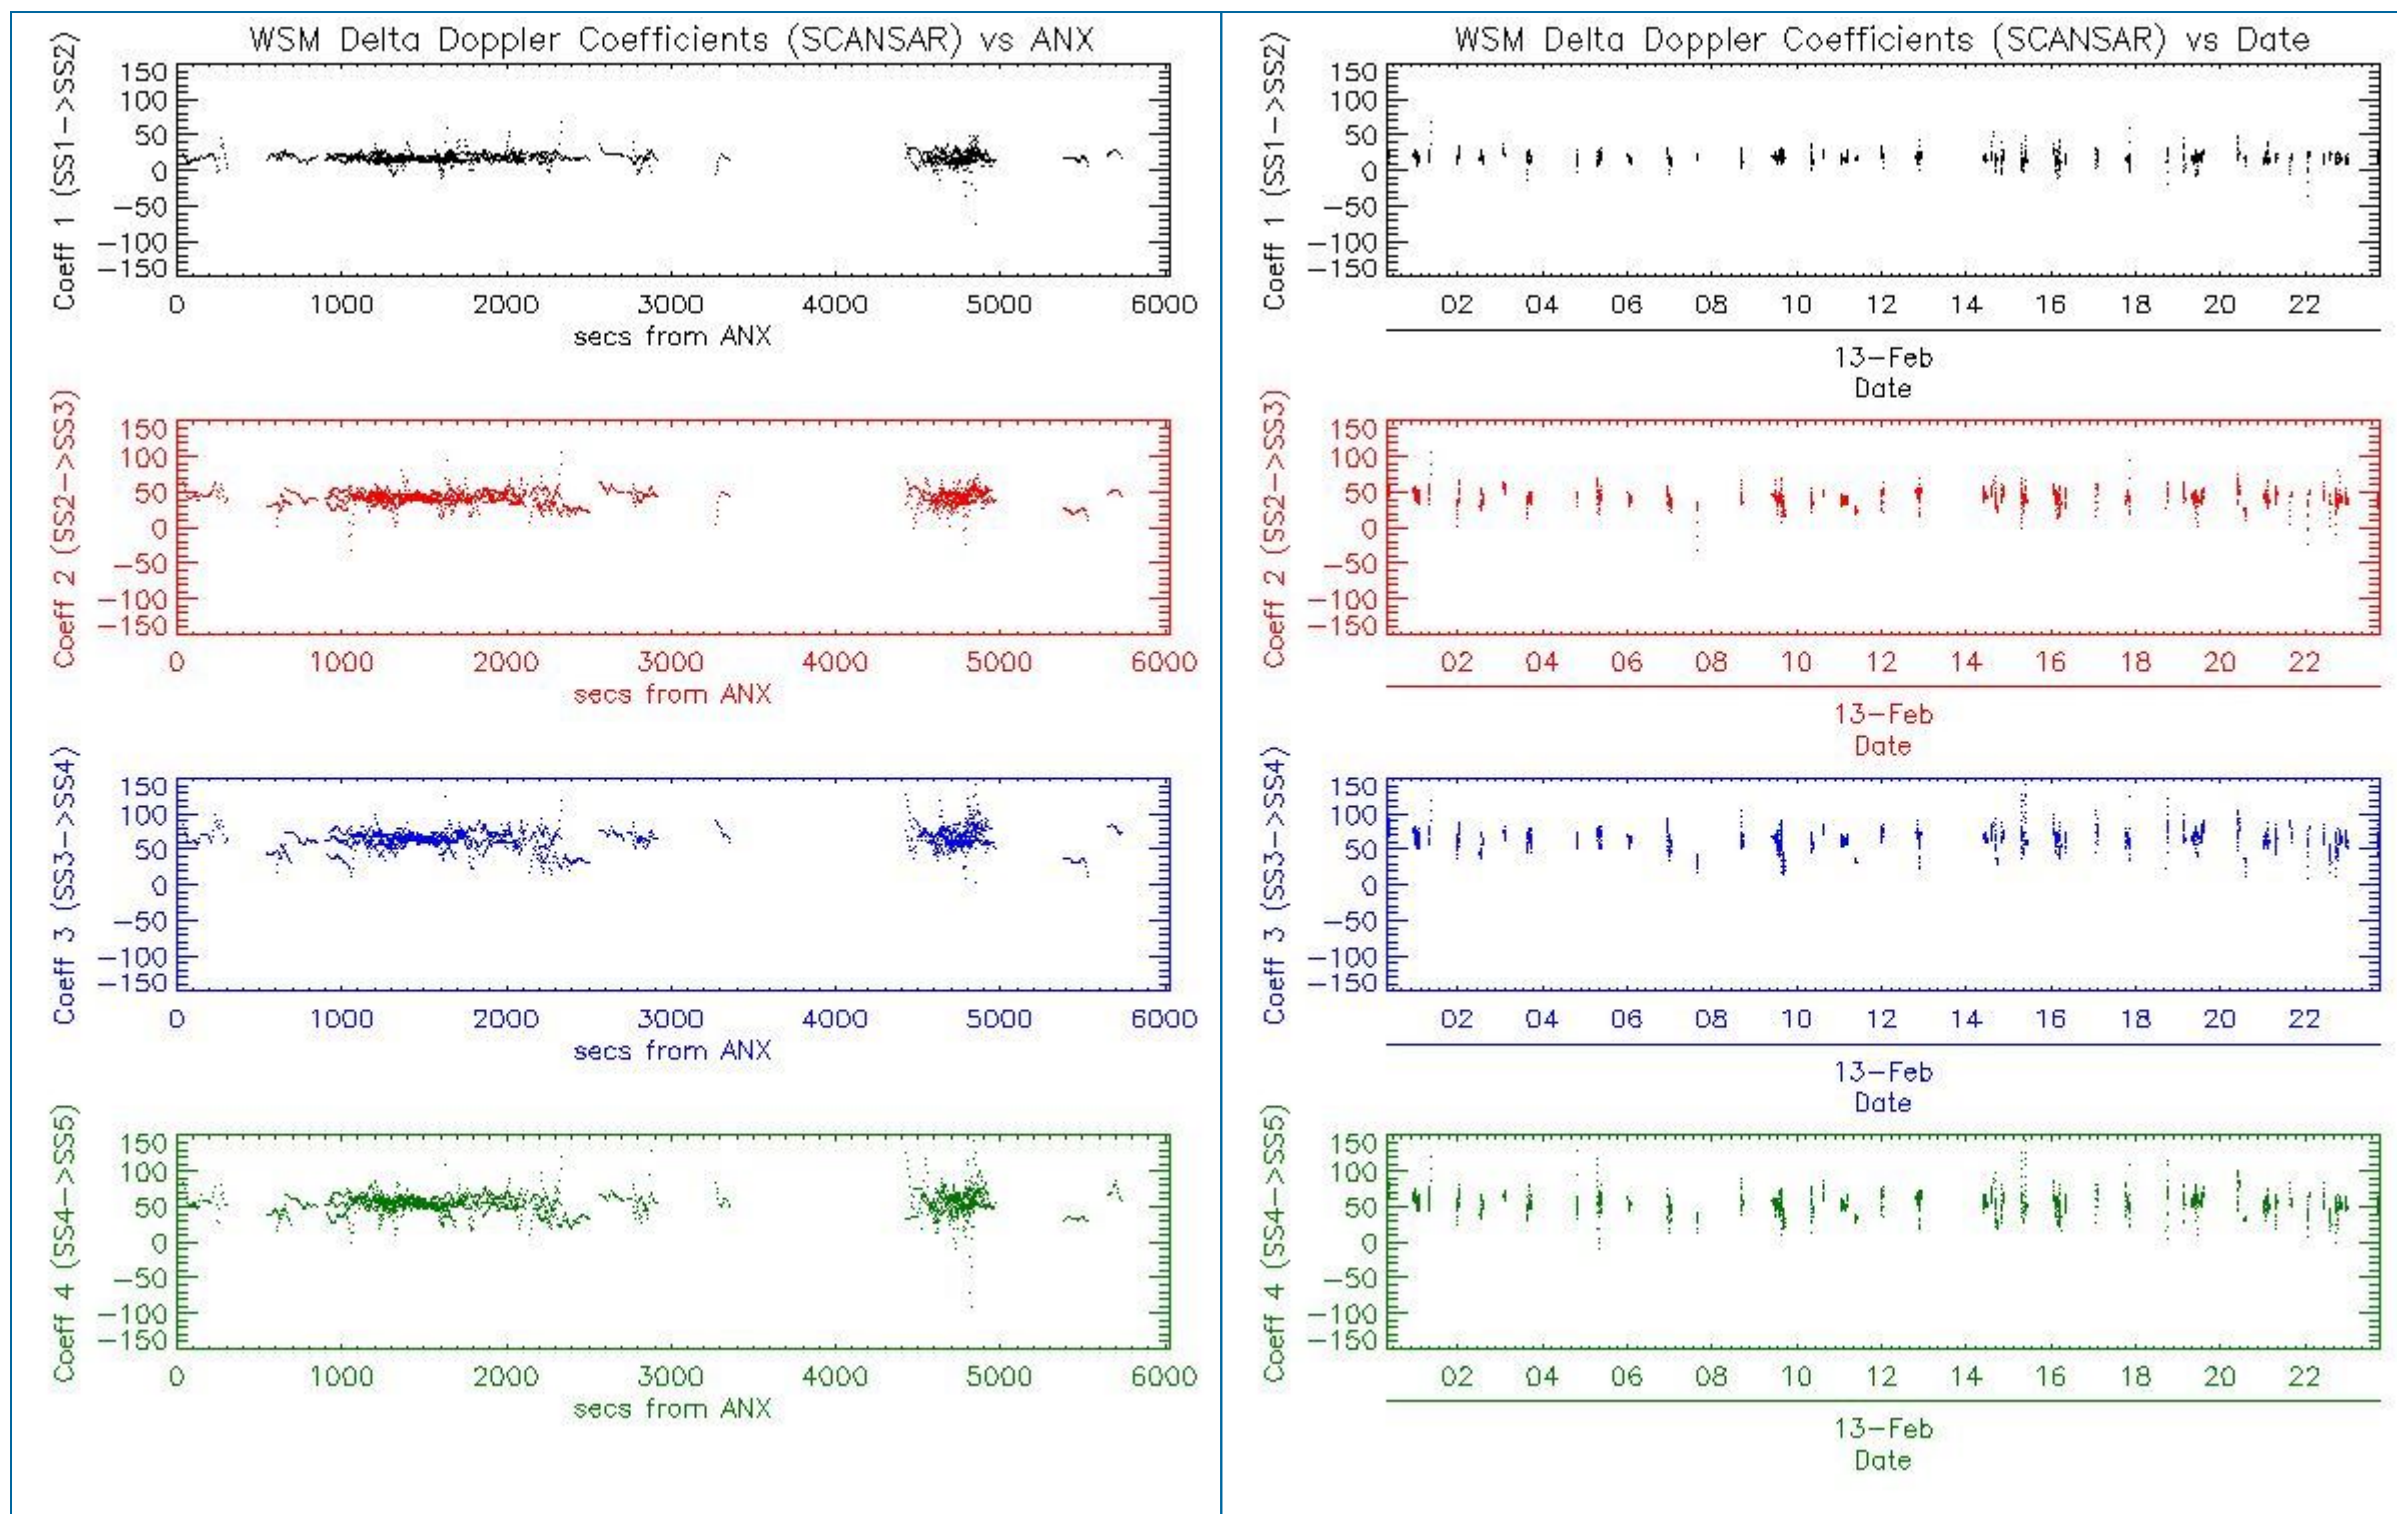 WSM Delta Doppler Coefficients (SCANSAR) vs ANX
Coeff 1 (SS1->SS2)
150
100
50
0
-50
-100
-150
0 1000 2000 3000 4000 5000 6000
secs from ANX
Coeff 2 (SS2->SS3)
150
100
50
0
-50
-100
-150
0 1000 2000 3000 4000 5000 6000
secs from ANX
Coeff 3 (SS3->SS4)
150
100
50
0
-50
-100
-150
0 1000 2000 3000 4000 5000 6000
secs from ANX
Coeff 4 (SS4->SS5)
150
100
50
0
-50
-100
-150
0 1000 2000 3000 4000 5000 6000
secs from ANX
WSM Delta Doppler Coefficients (SCANSAR) vs Date
Coeff 1 (SS1->SS2)
150
100
50
0
-50
-100
-150
02 04 06 08 10 12 14 16 18 20 22
13-Feb
Date
Coeff 2 (SS2->SS3)
150
100
50
0
-50
-100
-150
02 04 06 08 10 12 14 16 18 20 22
13-Feb
Date
Coeff 3 (SS3->SS4)
150
100
50
0
-50
-100
-150
02 04 06 08 10 12 14 16 18 20 22
13-Feb
Date
Coeff 4 (SS4->SS5)
150
100
50
0
-50
-100
-150
02 04 06 08 10 12 14 16 18 20 22
13-Feb
Date